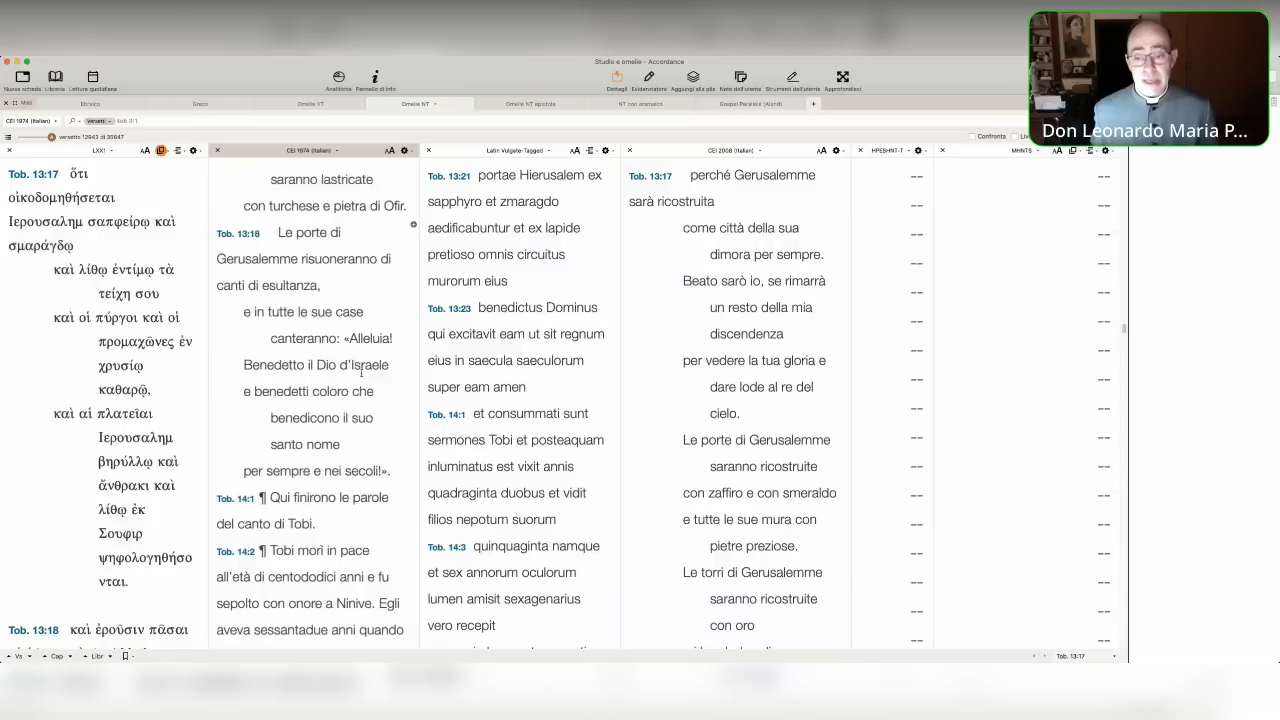 Studio e omelie - Accordance
Nuova scheda
Libreria
Lettura quotidiana
Analitiche
Pannello di info
Dettagli
Evidenziatore
Aggiungi alla pila
Note dell'utente
Strumenti dell'utente
Approfondisci
Don Leonardo Maria P...
Ebraico
Greco
Omelie VT
Omelie NT
NT epistola
NT con aramaico
Gospel Parallels (Aland)
CEI 1974 (Italian)
versetti
tob 3:1
versetto 12943 di 35647
Confronta
LXX1
CEI 1974 (Italian)
Latin Vulgate-Tagged
CEI 2008 (Italian)
HPESHNT-T
MHNTS
Tob. 13:17 ὅτι
οἰκοδομηθήσεται
Ιερουσαλημ σαπφείρῳ καὶ
σμαράγδῳ
καὶ λίθῳ ἐντίμῳ τὰ
τείχη σου
καὶ οἱ πύργοι καὶ οἱ
προμαχῶνες ἐν
χρυσίῳ
καθαρῷ,
καὶ αἱ πλατεῖαι
Ιερουσαλημ
βηρύλλῳ καὶ
ἄνθρακι καὶ
λίθῳ ἐκ
Σουφιρ
ψηφολογηθήσο
νται.
Tob. 13:18 καὶ ἐροῦσιν πᾶσαι
saranno lastricate
con turchese e pietra di Ofir.
Tob. 13:18 Le porte di
Gerusalemme risuoneranno di
canti di esultanza,
e in tutte le sue case
canteranno: «Alleluia!
Benedetto il Dio d'Israele
e benedetti coloro che
benedicono il suo
santo nome
per sempre e nei secoli!».
Tob. 14:1 ¶ Qui finirono le parole
del canto di Tobi.
Tob. 14:2 ¶ Tobi morì in pace
all'età di centododici anni e fu
sepolto con onore a Ninive. Egli
aveva sessantadue anni quando
Tob. 13:21 portae Hierusalem ex
sapphyro et zmaragdo
aedificabuntur et ex lapide
pretioso omnis circuitus
murorum eius
Tob. 13:23 benedictus Dominus
qui excitavit eam ut sit regnum
eius in saecula saeculorum
super eam amen
Tob. 14:1 et consummati sunt
sermones Tobi et posteaquam
inluminatus est vixit annis
quadraginta duobus et vidit
filios nepotum suorum
Tob. 14:3 quinquaginta namque
et sex annorum oculorum
lumen amisit sexagenarius
vero recepit
Tob. 13:17 perché Gerusalemme
sarà ricostruita
come città della sua
dimora per sempre.
Beato sarò io, se rimarrà
un resto della mia
discendenza
per vedere la tua gloria e
dare lode al re del
cielo.
Le porte di Gerusalemme
saranno ricostruite
con zaffiro e con smeraldo
e tutte le sue mura con
pietre preziose.
Le torri di Gerusalemme
saranno ricostruite
con oro
Vs
Cap
Libr
Tob. 13:17